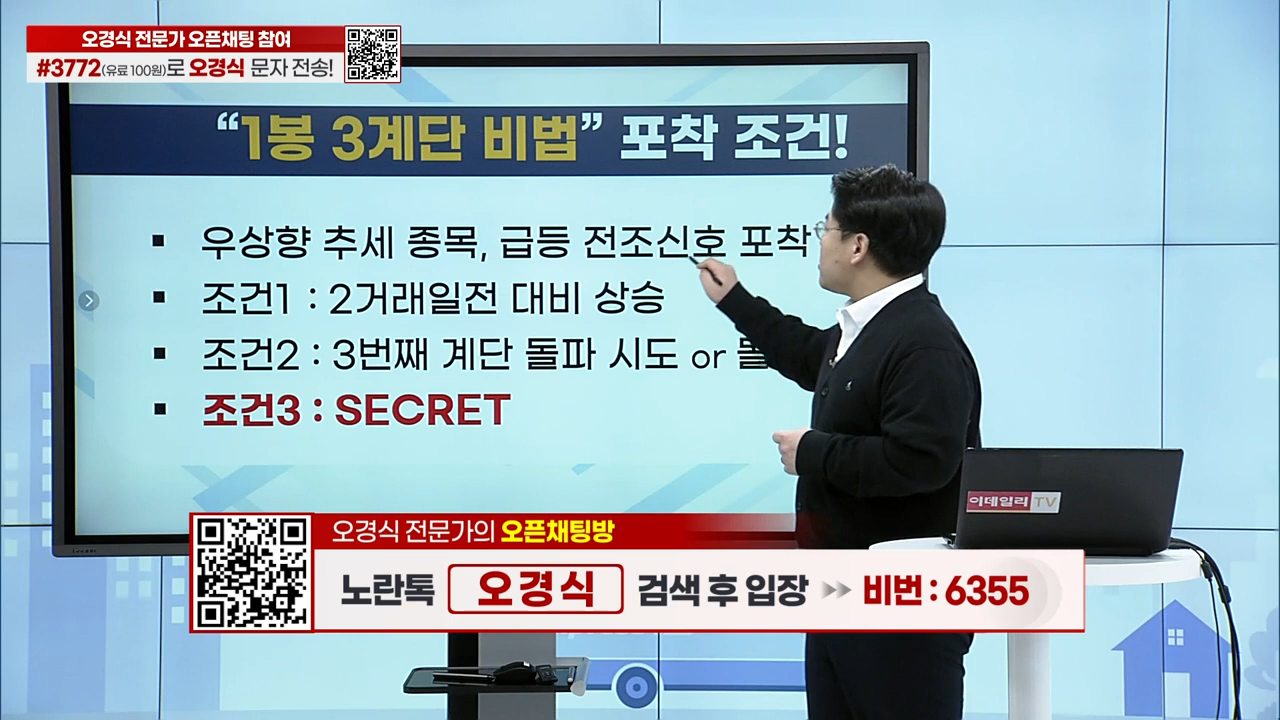 오경식 전문가 오픈채팅 참여
#3772(유료 100원)로 오경식 문자 전송!
“1봉 3계단 비법” 포착 조건!
▪ 우상향 추세 종목, 급등 전조신호 포착
▪ 조건1 : 2거래일전 대비 상승
▪ 조건2 : 3번째 계단 돌파 시도 or
▪ 조건3 : SECRET
이데일리TV
오경식 전문가의 오픈채팅방
노란톡 오경식 검색 후 입장 비번 : 6355